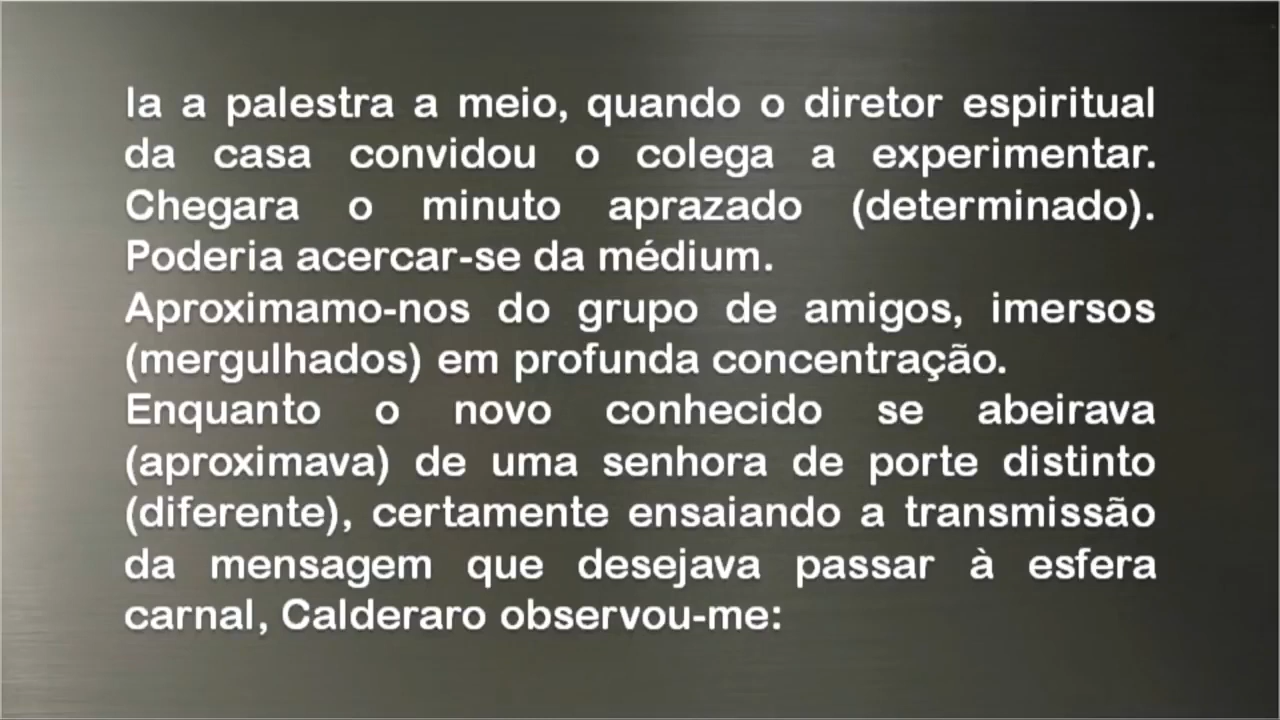 Ia a palestra a meio, quando o diretor espiritual
da casa convidou o colega a experimentar.
Chegara o minuto aprazado (determinado).
Poderia acercar-se da médium.
Aproximamo-nos do grupo de amigos, imersos
(mergulhados) em profunda concentração.
Enquanto o novo conhecido se abeirava
(aproximava) de uma senhora de porte distinto
(diferente), certamente ensaiando a transmissão
da mensagem que desejava passar à esfera
carnal, Calderaro observou-me: